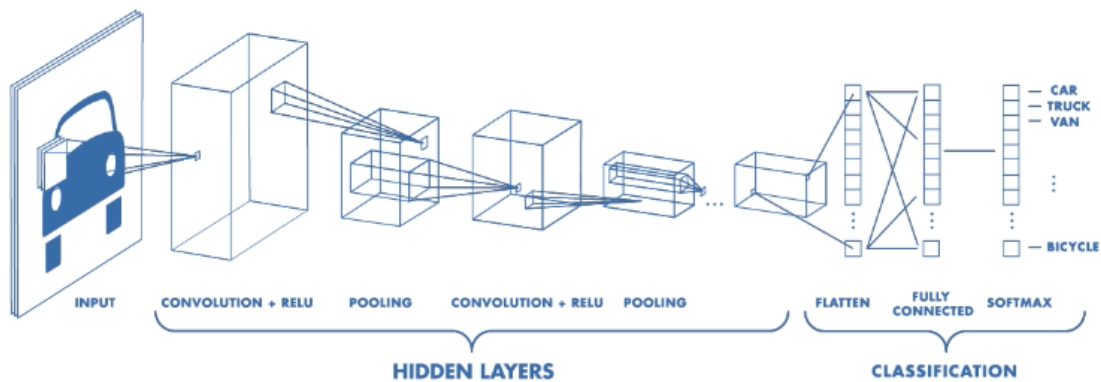 CAR
TRUCK
VAN
BICYCLE
INPUT
CONVOLUTION + RELU
POOLING
CONVOLUTION + RELU
POOLING
FLATTEN
FULLY
CONNECTED
SOFTMAX
HIDDEN LAYERS
CLASSIFICATION